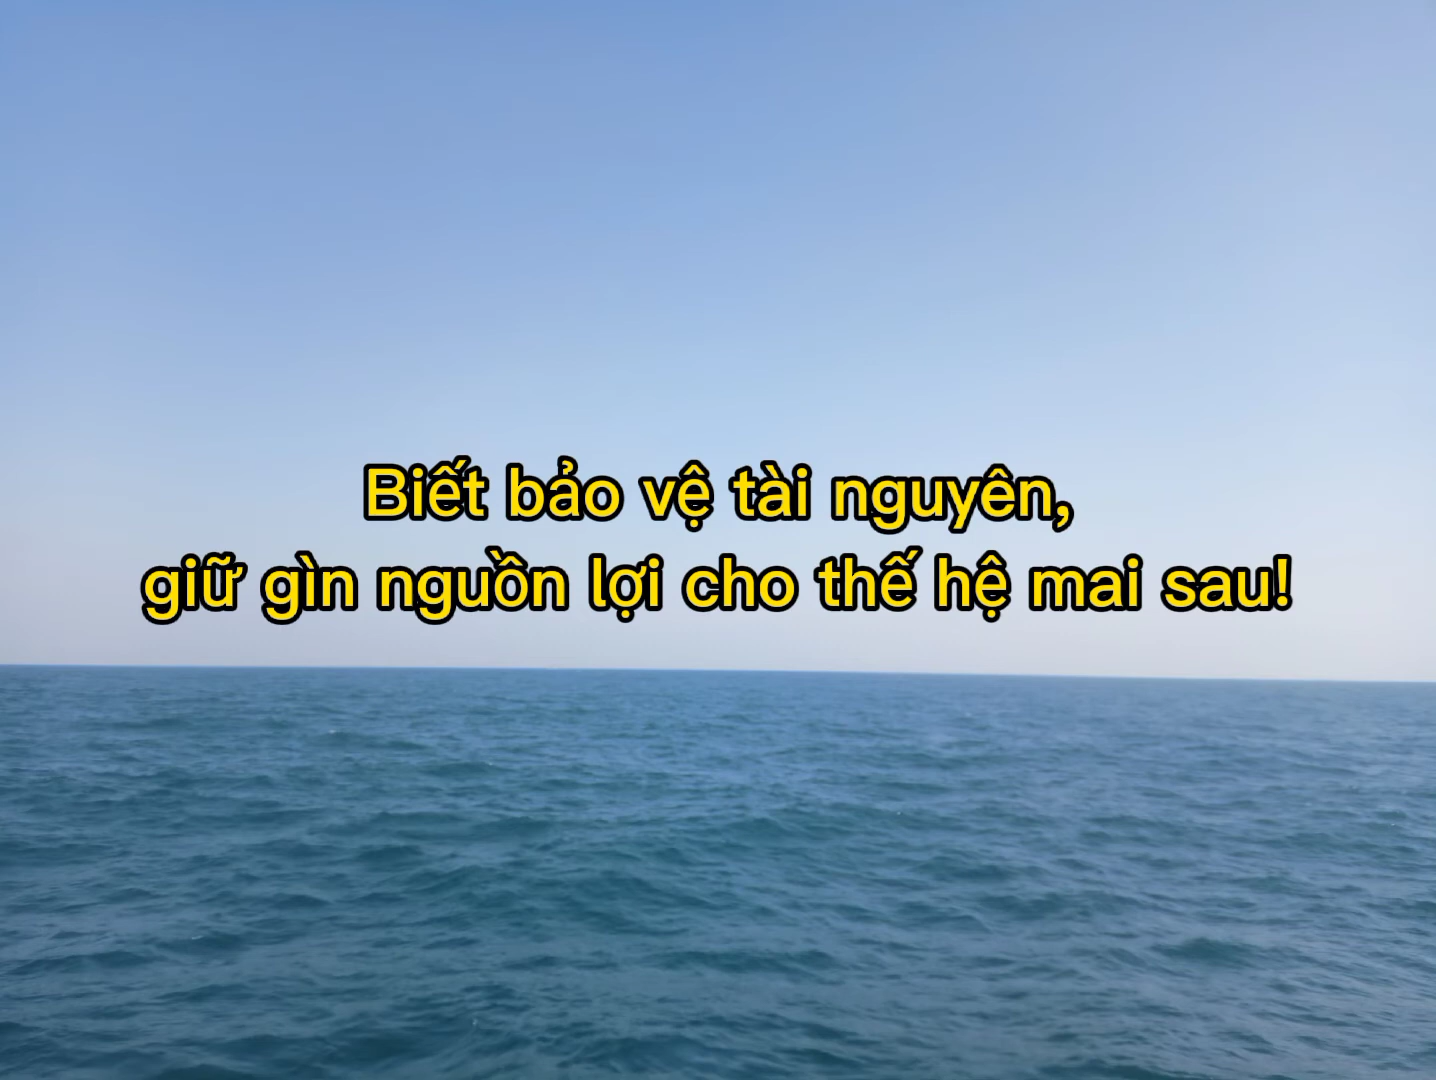 Biết bảo vệ tài nguyên,
giữ gìn nguồn lợi cho thế hệ mai sau!